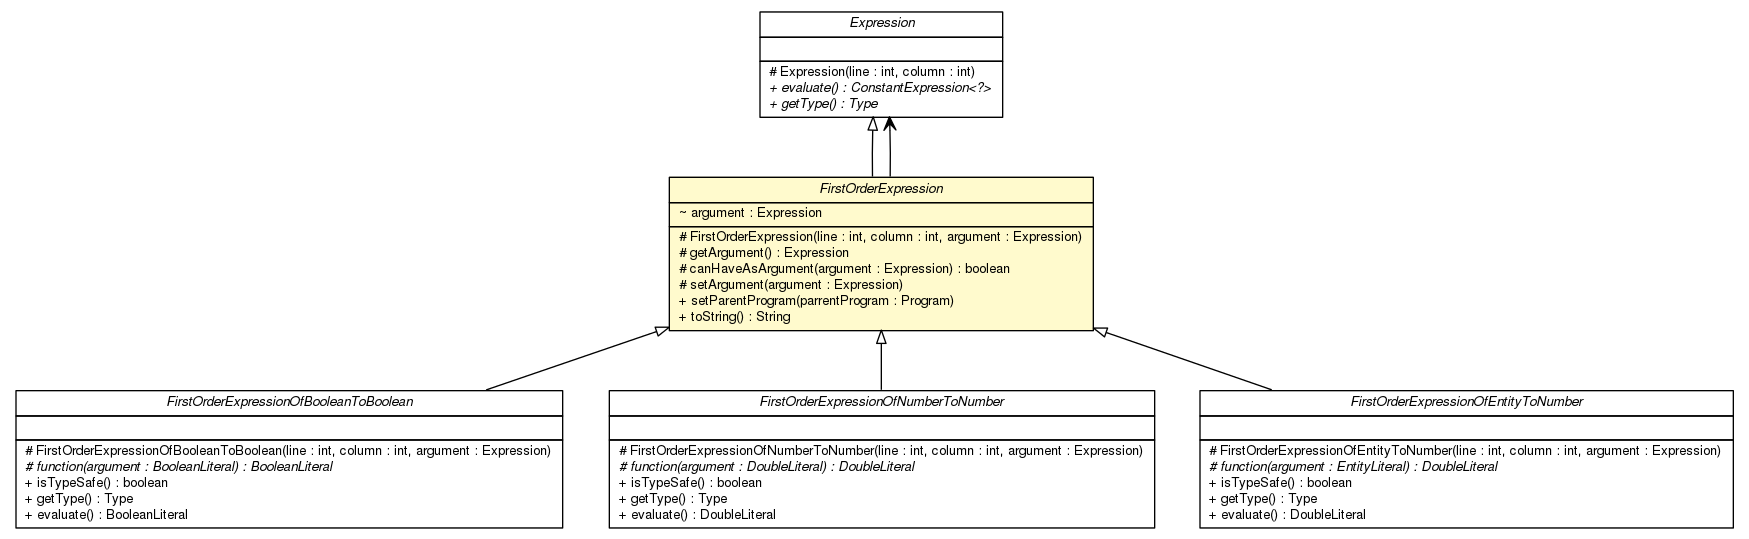 Expression
# Expression(line : int, column : int)
+ evaluate() : ConstantExpression<?>
+ getType() : Type
FirstOrderExpression
~ argument : Expression
# FirstOrderExpression(line : int, column : int, argument : Expression)
# getArgument() : Expression
# canHaveAsArgument(argument : Expression) : boolean
# setArgument(argument : Expression)
+ setParentProgram(parrentProgram : Program)
+ toString() : String
FirstOrderExpressionOfBooleanToBoolean
# FirstOrderExpressionOfBooleanToBoolean(line : int, column : int, argument : Expression)
# function(argument : BooleanLiteral) : BooleanLiteral
+ isTypeSafe() : boolean
+ getType() : Type
+ evaluate() : BooleanLiteral
FirstOrderExpressionOfNumberToNumber
# FirstOrderExpressionOfNumberToNumber(line : int, column : int, argument : Expression)
# function(argument : DoubleLiteral) : DoubleLiteral
+ isTypeSafe() : boolean
+ getType() : Type
+ evaluate() : DoubleLiteral
FirstOrderExpressionOfEntityToNumber
# FirstOrderExpressionOfEntityToNumber(line : int, column : int, argument : Expression)
# function(argument : EntityLiteral) : DoubleLiteral
+ isTypeSafe() : boolean
+ getType() : Type
+ evaluate() : DoubleLiteral